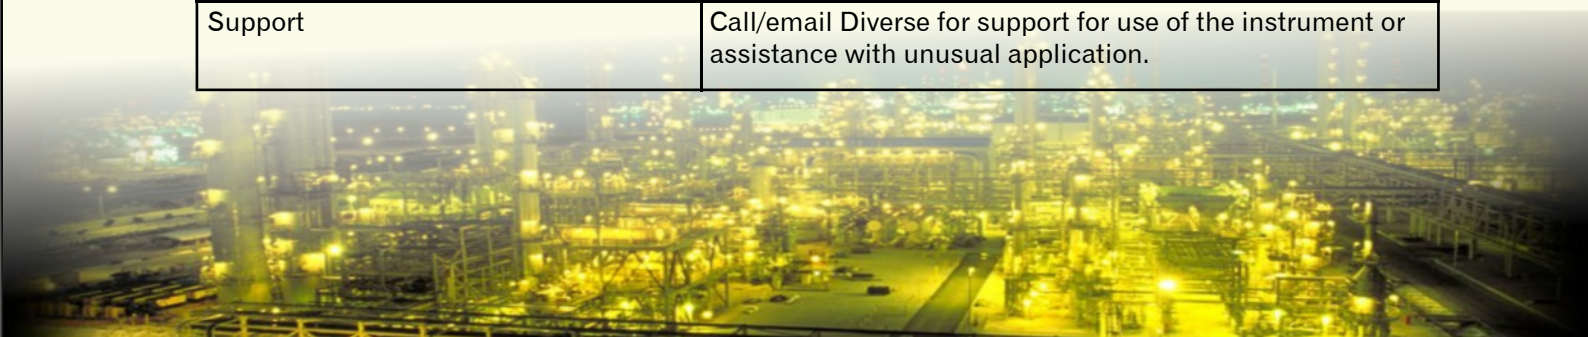 Support
Call/email Diverse for support for use of the instrument or
assistance with unusual application.